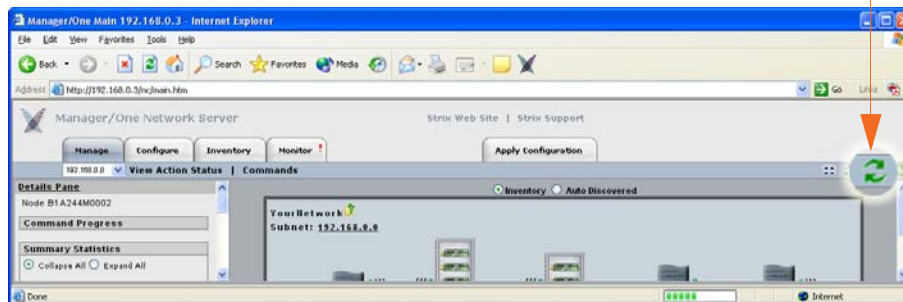 Manager/One Main 192.168.0.3 - Internet Explorer
File Edit View Favorites Tools Help
Back Search Favorites Media
Address http://192.168.0.3/nc/main.htm Go Links
Manager/One Network Server Strix Web Site | Strix Support
Manage Configure Inventory Monitor ! Apply Configuration
192.168.0.0 View Action Status | Commands
Details Pane Inventory Auto Discovered
Node B1A244M0002
YourNetwork
Command Progress
Subnet: 192.168.0.0
Summary Statistics
Collapse All Expand All
Done Internet